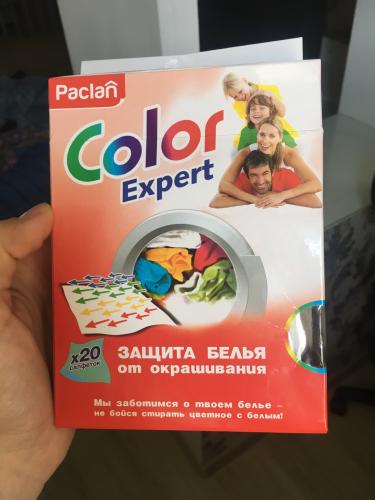 Paclan
Color
Expert
x20
САЛФЕТОК
ЗАЩИТА БЕЛЬЯ
от окрашивания
Мы заботимся о твоем белье –
не бойся стирать цветное с белым!